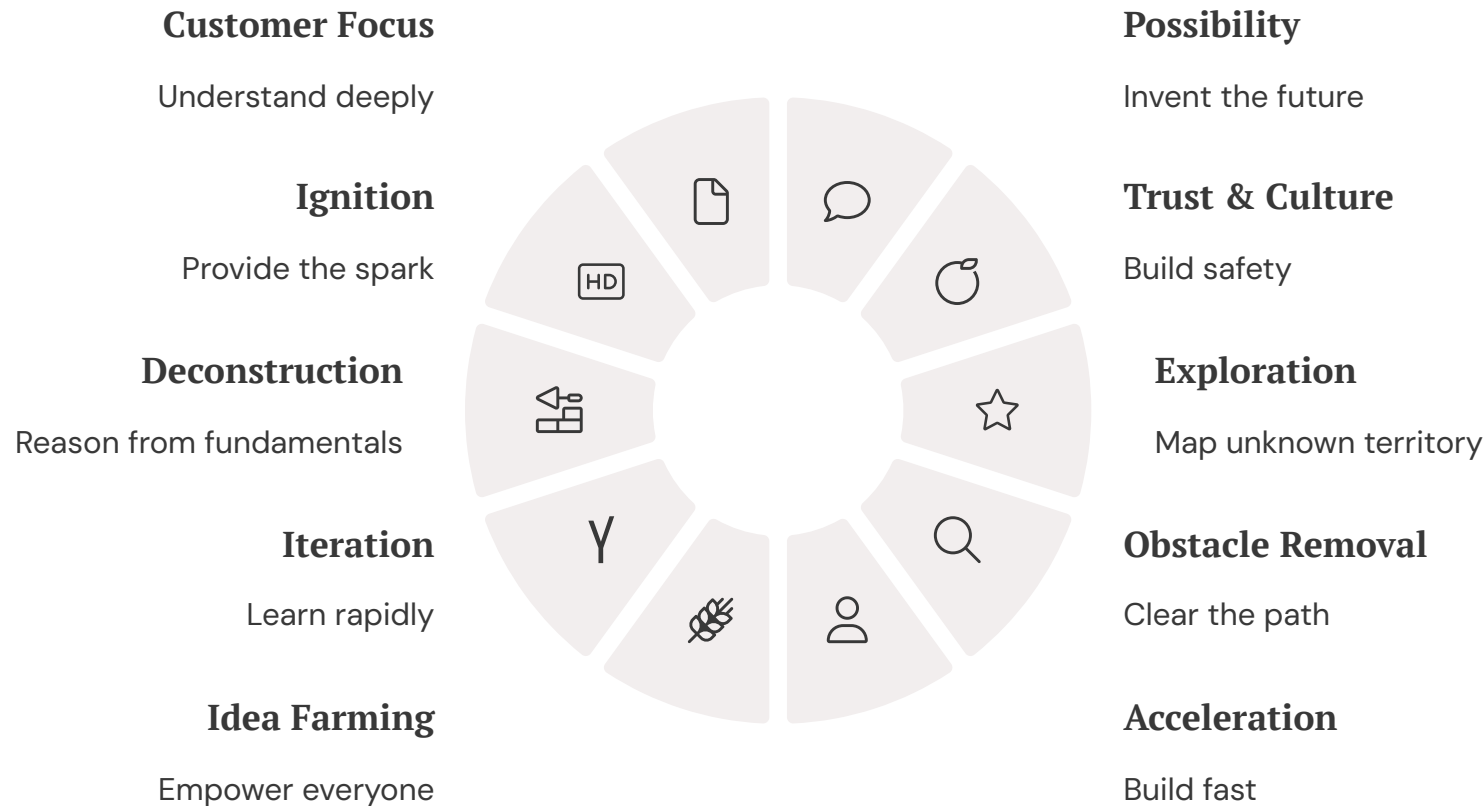 Customer Focus
Understand deeply
Ignition
Provide the spark
Deconstruction
Reason from fundamentals
Iteration
Learn rapidly
Idea Farming
Empower everyone
Possibility
Invent the future
Trust & Culture
Build safety
Exploration
Map unknown territory
Obstacle Removal
Clear the path
Acceleration
Build fast
HD